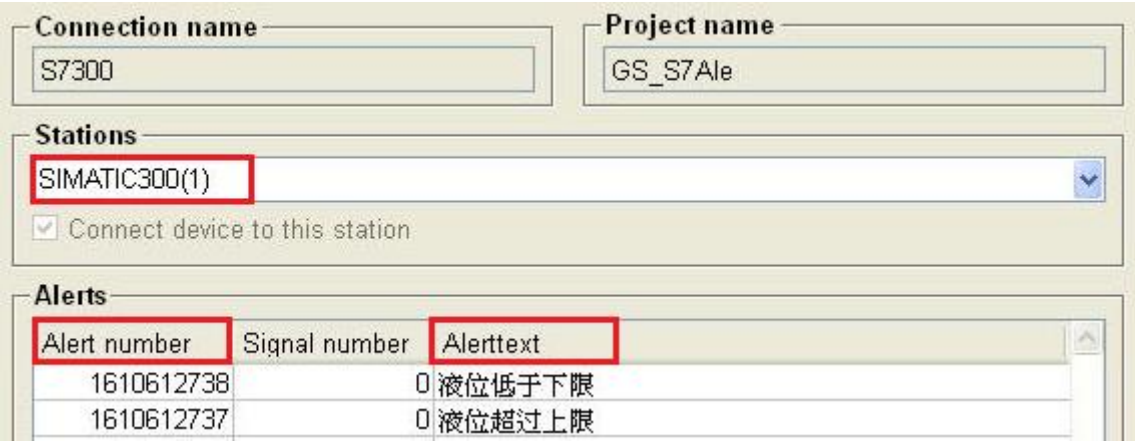 Connection name
Project name
S7300
GS_S7Ale
Stations
SIMATIC300(1)
Connect device to this station
Alerts
Alert number Signal number Alerttext
1610612738 0 液位低于下限
1610612737 0 液位超过上限